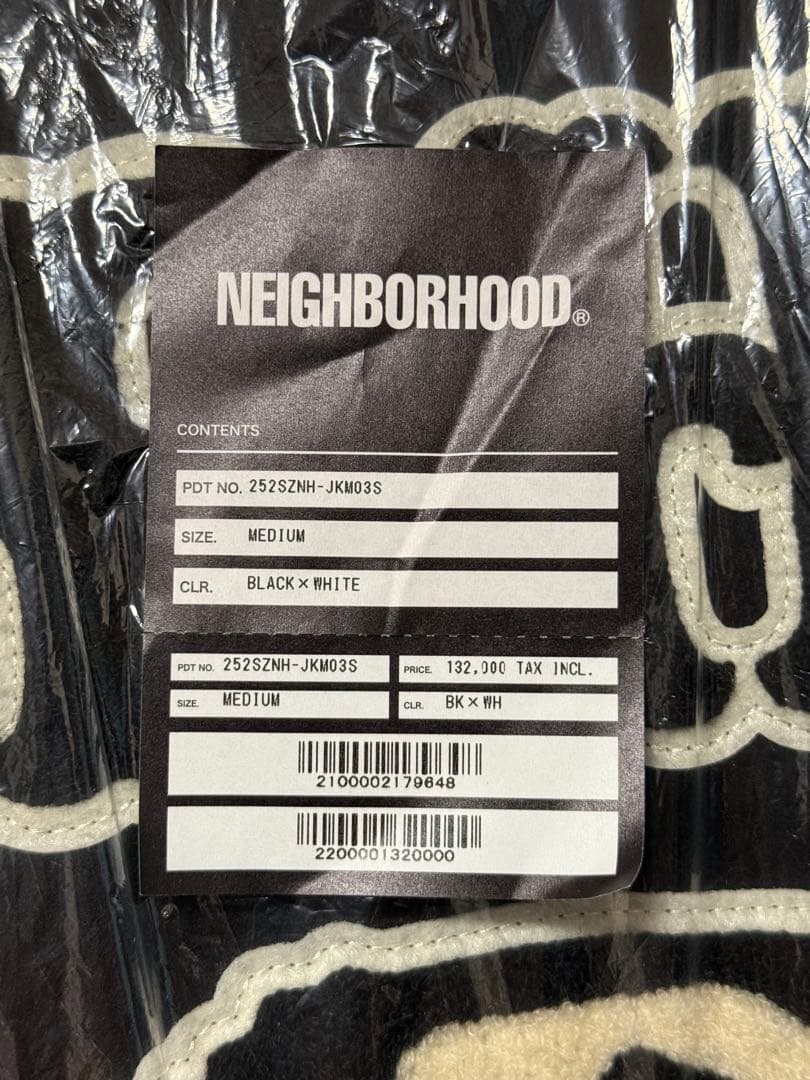 NEIGHBORHOOD®
CONTENTS
PDT NO. 252SZNH-JKM03S
SIZE. MEDIUM
CLR. BLACK×WHITE
PDT NO. 252SZNH-JKM03S PRICE. 132,000 TAX INCL.
SIZE. MEDIUM CLR. BK×WH
2100002179648
2200001320000